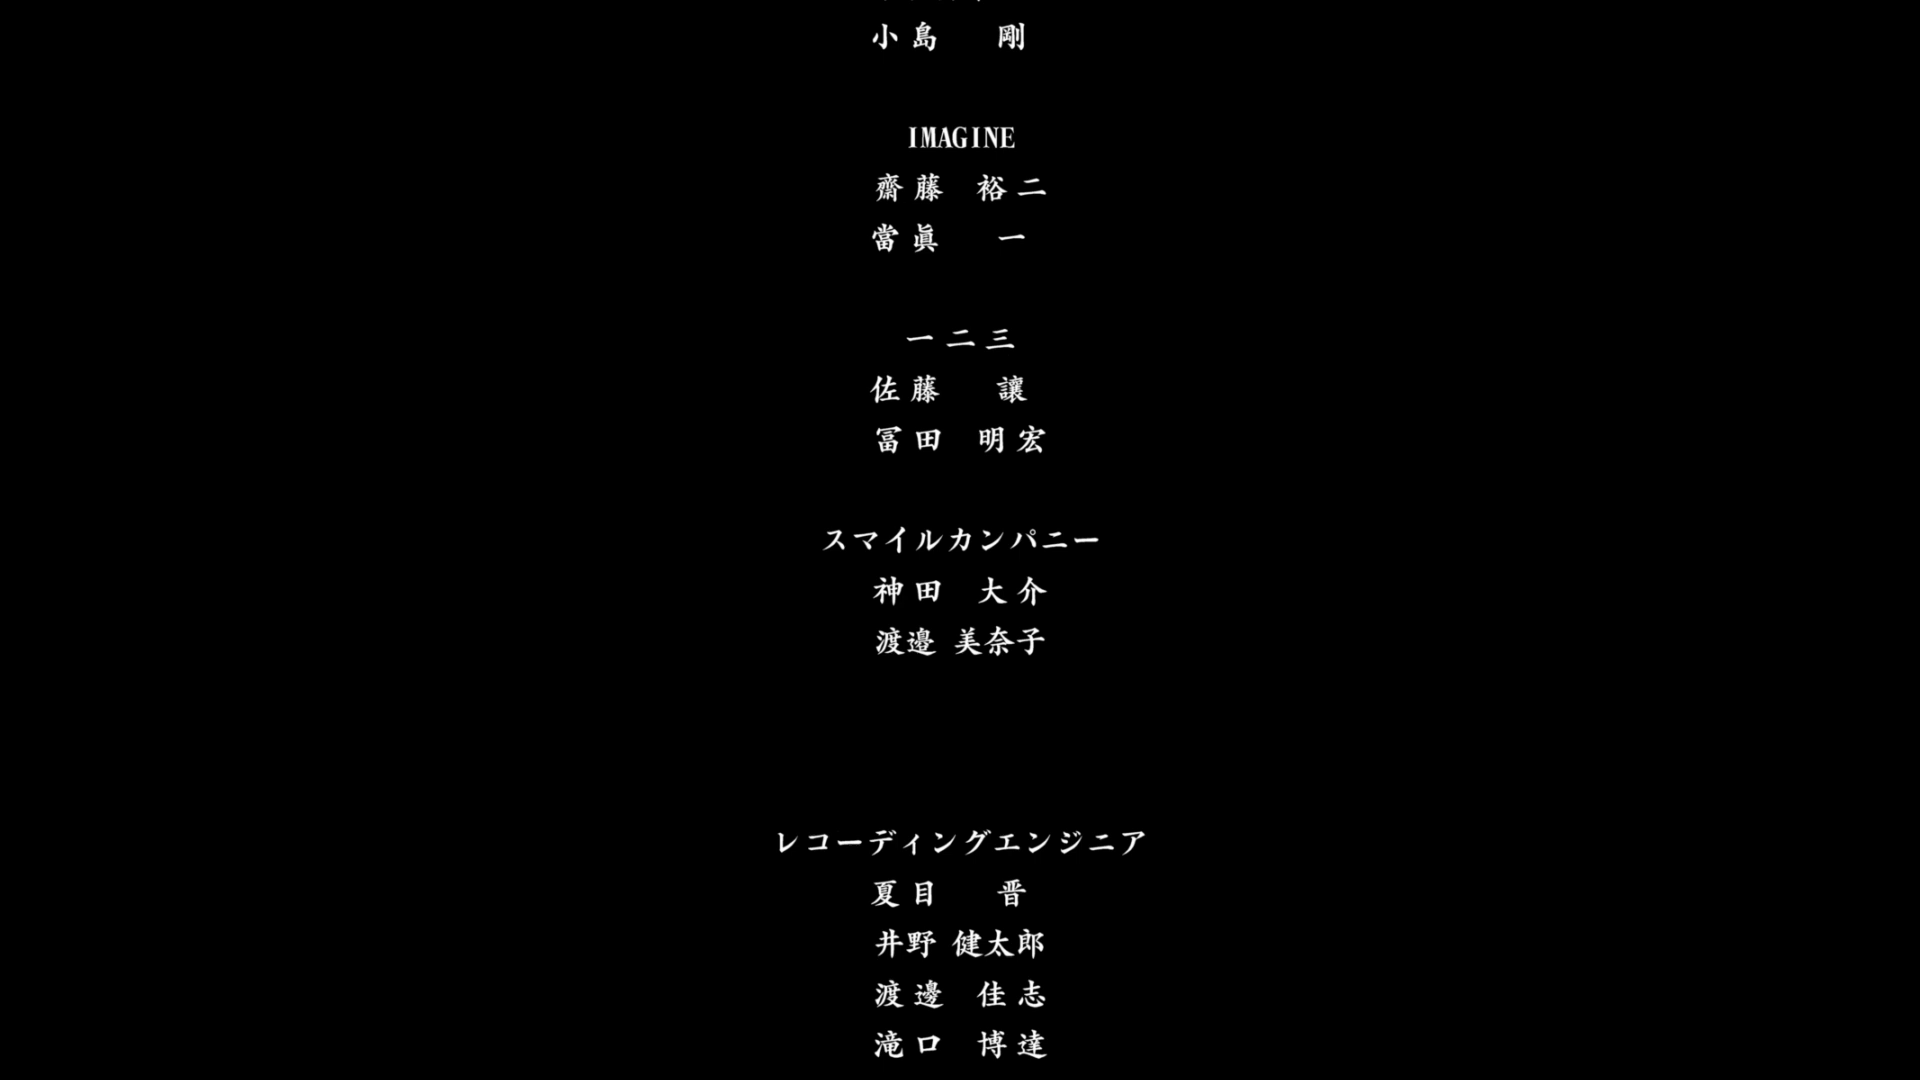 小島　剛
IMAGINE
齋藤　裕二
當眞　一
一二三
佐藤　讓
冨田　明宏
スマイルカンパニー
神田　大介
渡邉 美奈子
レコーディングエンジニア
夏目　晋
井野 健太郎
渡邊　佳志
滝口　博達